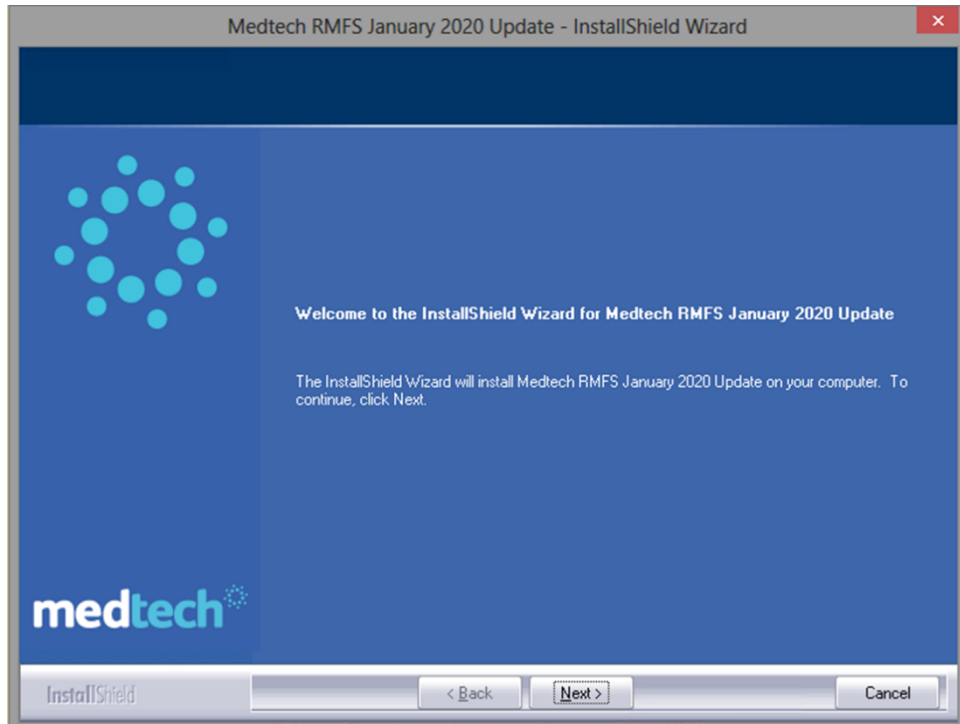 Medtech RMFS January 2020 Update - InstallShield Wizard
Welcome to the InstallShield Wizard for Medtech RMFS January 2020 Update
The InstallShield Wizard will install Medtech RMFS January 2020 Update on your computer. To
continue, click Next.
medtech
InstallShield
< Back
Next >
Cancel